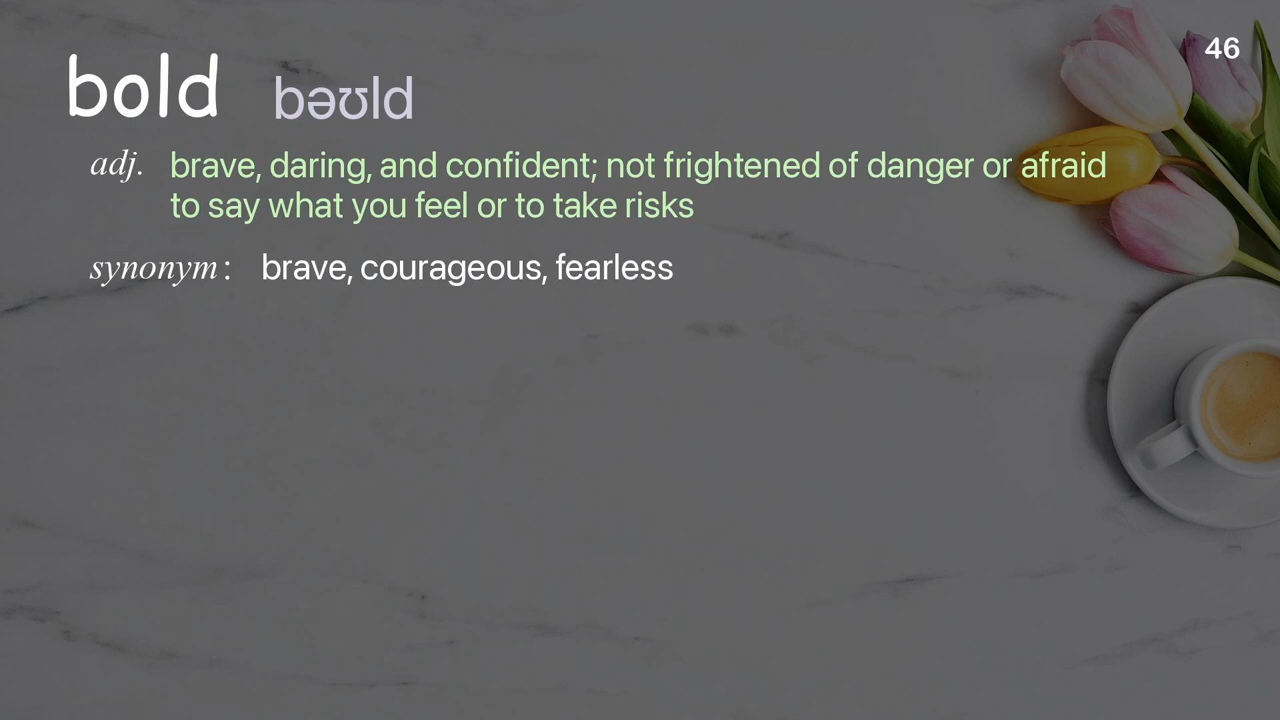 46
bold bəʊld
adj. brave, daring, and confident; not frightened of danger or afraid
to say what you feel or to take risks
synonym: brave, courageous, fearless